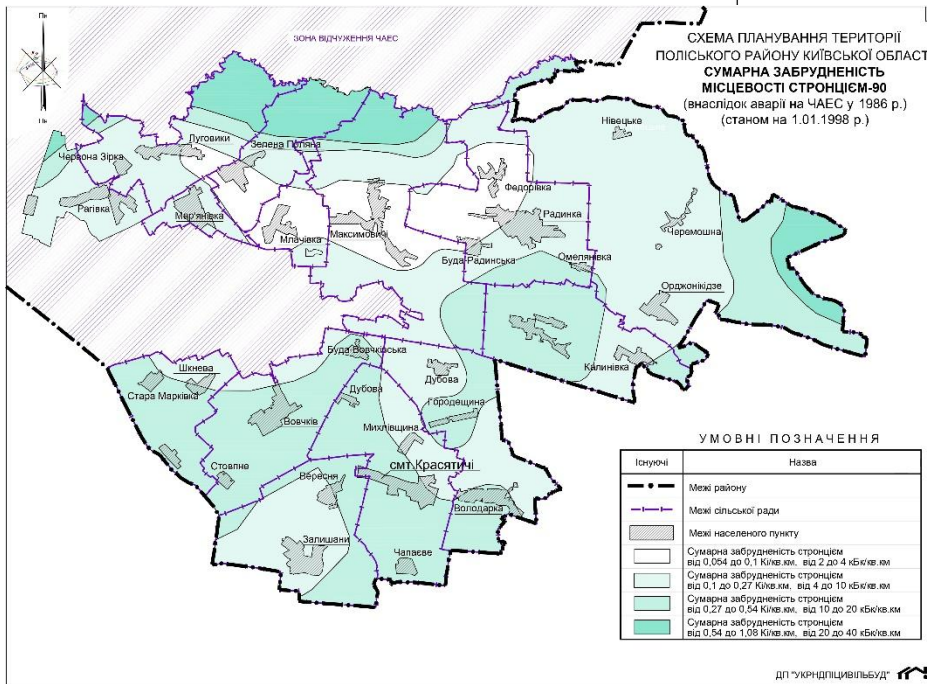 Пн
ЗОНА ВІДЧУЖЕННЯ ЧАЕС
СХЕМА ПЛАНУВАННЯ ТЕРИТОРІЇ
ПОЛІСЬКОГО РАЙОНУ КИЇВСЬКОЇ ОБЛАСТ
СУМАРНА ЗАБРУДНЕНІСТЬ
МІСЦЕВОСТІ СТРОНЦІЄМ-90
(внаслідок аварії на ЧАЕС у 1986 р.)
(станом на 1.01.1998 р.)
Нівецьке
Луговики
Зелена Поляна
Червона Зірка
Федорівка
Рагівка
Мар'янівка
Радинка
Млачівка
Максимовичі
Черемошна
Буда-Радинська
Омелянівка
Орджонікідзе
Буда-Вовчківська
Шкнева
Калинівка
Дубова
Стара Марківка
Дубова
Городещина
Вовчків
Михлівщина
смт.Красятичі
Стовпне
Вересня
Володарка
Залишани
Чапаєве
УМОВНІ ПОЗНАЧЕННЯ
Існуючі
Назва
Межі району
Межі сільської ради
Межі населеного пункту
Сумарна забрудненість стронцієм
від 0,054 до 0,1 Кі/кв.км, від 2 до 4 кБк/кв.км
Сумарна забрудненість стронцієм
від 0,1 до 0,27 Кі/кв.км, від 4 до 10 кБк/кв.км
Сумарна забрудненість стронцієм
від 0,27 до 0,54 Кі/кв.км, від 10 до 20 кБк/кв.км
Сумарна забрудненість стронцієм
від 0,54 до 1,08 Кі/кв.км, від 20 до 40 кБк/кв.км
ДП "УКРНДПІЦИВІЛЬБУД"